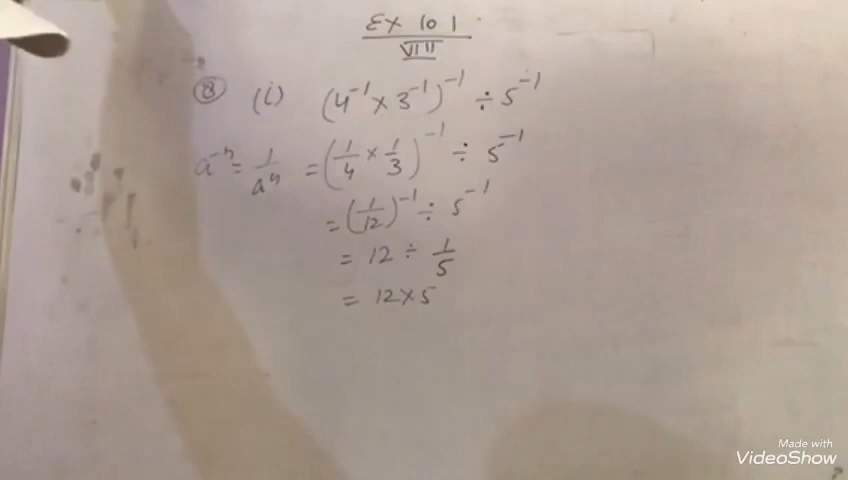 Ex 10 1
VIII
⑧ (i) (4⁻¹ × 3⁻¹)⁻¹ ÷ 5⁻¹
a⁻ⁿ = 1/aⁿ = (1/4 × 1/3)⁻¹ ÷ 5⁻¹
= (1/12)⁻¹ ÷ 5⁻¹
= 12 ÷ 1/5
= 12 × 5
Made with
VideoShow